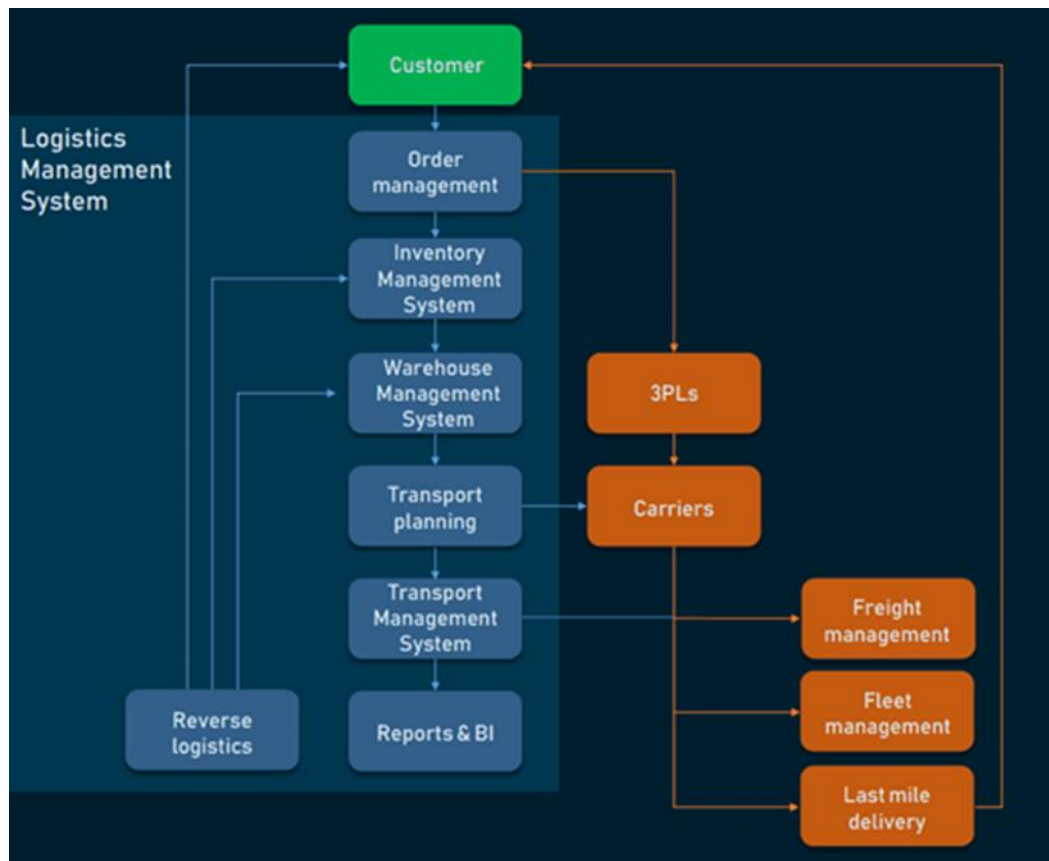 Customer
Logistics
Management
System
Order
management
Inventory
Management
System
Warehouse
Management
System
3PLs
Transport
planning
Carriers
Transport
Management
System
Freight
management
Reverse
logistics
Reports & BI
Fleet
management
Last mile
delivery